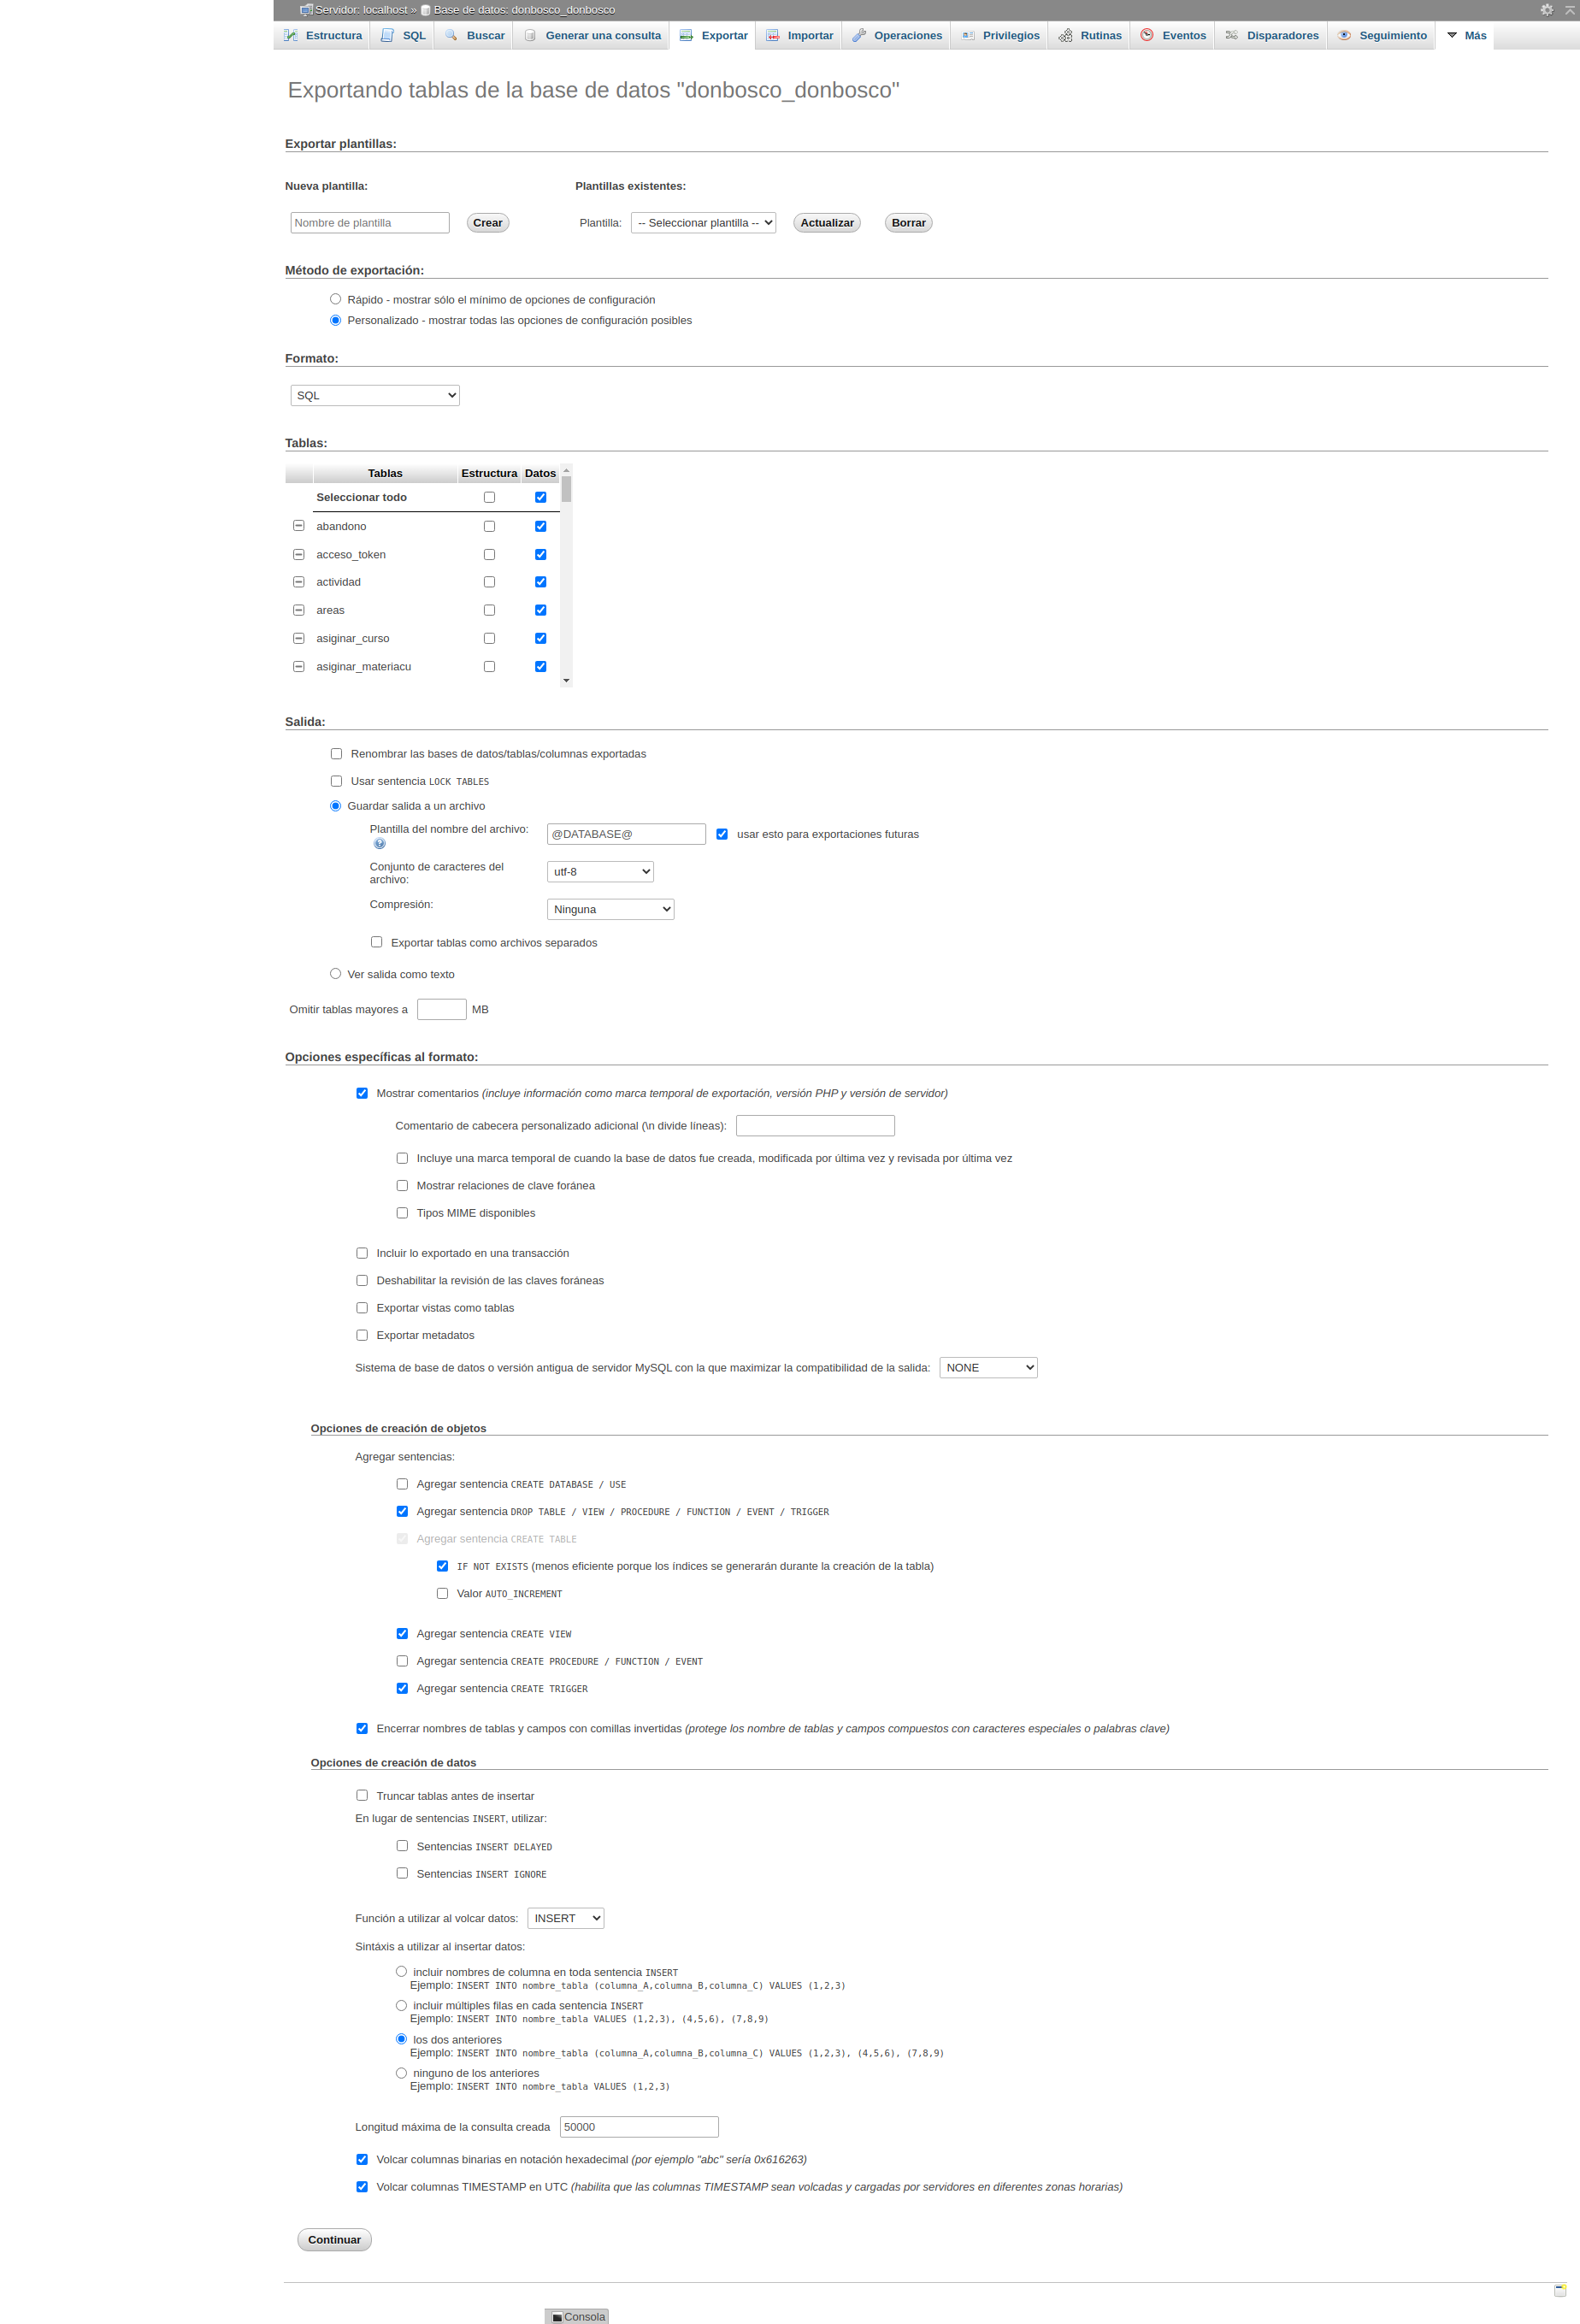 Servidor: localhost » Base de datos: donbosco_donbosco
Estructura SQL Buscar Generar una consulta Exportar Importar Operaciones Privilegios Rutinas Eventos Disparadores Seguimiento Más
Exportando tablas de la base de datos "donbosco_donbosco"
Exportar plantillas:
Nueva plantilla: Plantillas existentes:
Nombre de plantilla Crear Plantilla: -- Seleccionar plantilla -- Actualizar Borrar
Método de exportación:
Rápido - mostrar sólo el mínimo de opciones de configuración
Personalizado - mostrar todas las opciones de configuración posibles
Formato:
SQL
Tablas:
Tablas Estructura Datos
Seleccionar todo
abandono
acceso_token
actividad
areas
asiginar_curso
asiginar_materiacu
Salida:
Renombrar las bases de datos/tablas/columnas exportadas
Usar sentencia LOCK TABLES
Guardar salida a un archivo
Plantilla del nombre del archivo: @DATABASE@ usar esto para exportaciones futuras
Conjunto de caracteres del
archivo: utf-8
Compresión: Ninguna
Exportar tablas como archivos separados
Ver salida como texto
Omitir tablas mayores a MB
Opciones específicas al formato:
Mostrar comentarios (incluye información como marca temporal de exportación, versión PHP y versión de servidor)
Comentario de cabecera personalizado adicional (\n divide líneas):
Incluye una marca temporal de cuando la base de datos fue creada, modificada por última vez y revisada por última vez
Mostrar relaciones de clave foránea
Tipos MIME disponibles
Incluir lo exportado en una transacción
Deshabilitar la revisión de las claves foráneas
Exportar vistas como tablas
Exportar metadatos
Sistema de base de datos o versión antigua de servidor MySQL con la que maximizar la compatibilidad de la salida: NONE
Opciones de creación de objetos
Agregar sentencias:
Agregar sentencia CREATE DATABASE / USE
Agregar sentencia DROP TABLE / VIEW / PROCEDURE / FUNCTION / EVENT / TRIGGER
Agregar sentencia CREATE TABLE
IF NOT EXISTS (menos eficiente porque los índices se generarán durante la creación de la tabla)
Valor AUTO_INCREMENT
Agregar sentencia CREATE VIEW
Agregar sentencia CREATE PROCEDURE / FUNCTION / EVENT
Agregar sentencia CREATE TRIGGER
Encerrar nombres de tablas y campos con comillas invertidas (protege los nombre de tablas y campos compuestos con caracteres especiales o palabras clave)
Opciones de creación de datos
Truncar tablas antes de insertar
En lugar de sentencias INSERT, utilizar:
Sentencias INSERT DELAYED
Sentencias INSERT IGNORE
Función a utilizar al volcar datos: INSERT
Sintáxis a utilizar al insertar datos:
incluir nombres de columna en toda sentencia INSERT
Ejemplo: INSERT INTO nombre_tabla (columna_A,columna_B,columna_C) VALUES (1,2,3)
incluir múltiples filas en cada sentencia INSERT
Ejemplo: INSERT INTO nombre_tabla VALUES (1,2,3), (4,5,6), (7,8,9)
los dos anteriores
Ejemplo: INSERT INTO nombre_tabla (columna_A,columna_B,columna_C) VALUES (1,2,3), (4,5,6), (7,8,9)
ninguno de los anteriores
Ejemplo: INSERT INTO nombre_tabla VALUES (1,2,3)
Longitud máxima de la consulta creada 50000
Volcar columnas binarias en notación hexadecimal (por ejemplo "abc" sería 0x616263)
Volcar columnas TIMESTAMP en UTC (habilita que las columnas TIMESTAMP sean volcadas y cargadas por servidores en diferentes zonas horarias)
Continuar
Consola